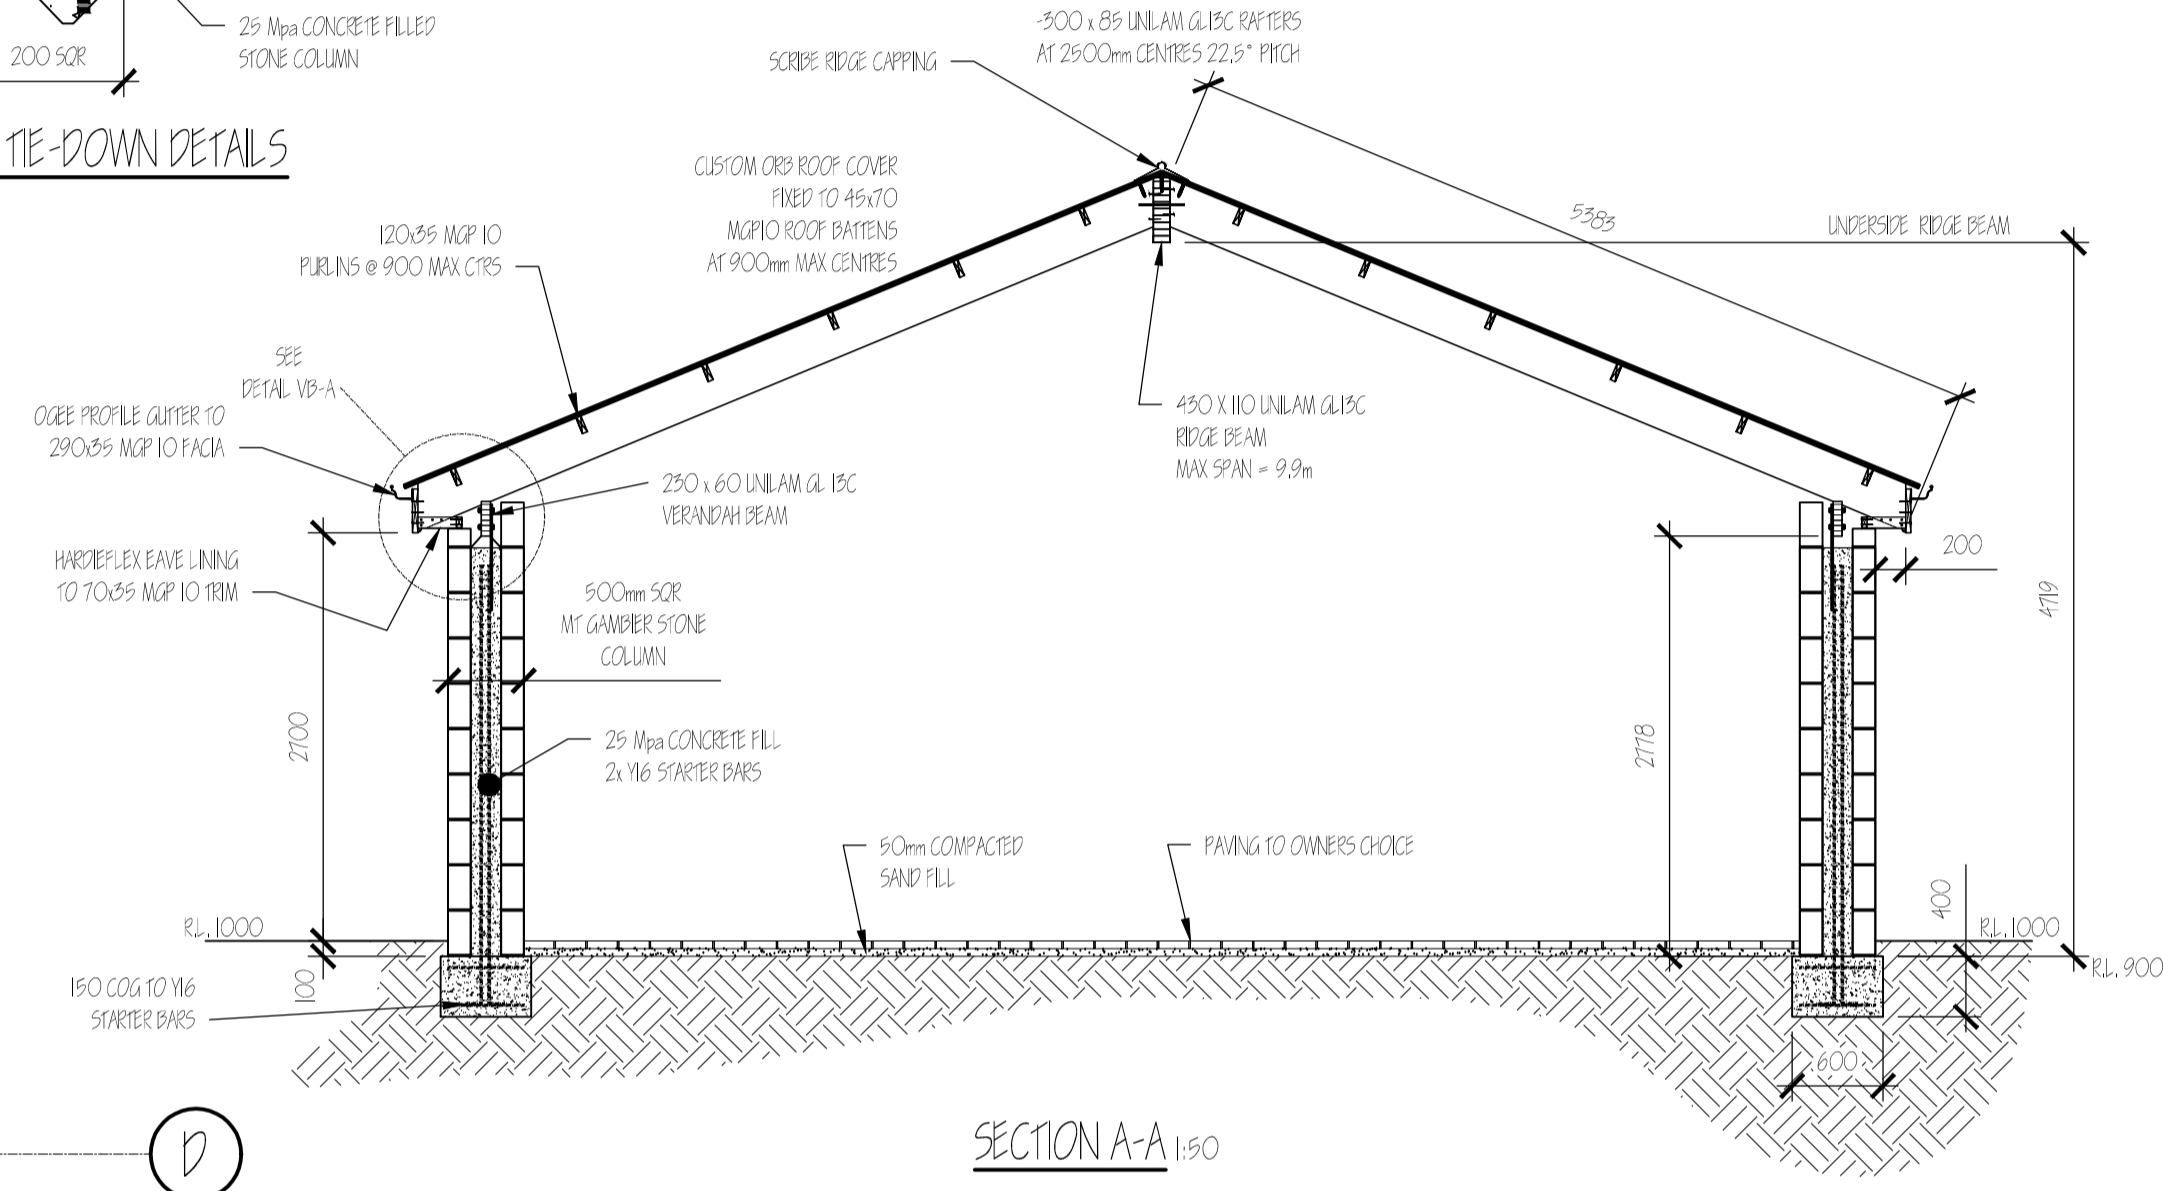 25 Mpa CONCRETE FILLED
STONE COLUMN
200 SQR
TIE-DOWN DETAILS
SCRIBE RIDGE CAPPING
-300 x 85 UNILAM GL13C RAFTERS
AT 2500mm CENTRES 22.5° PITCH
CUSTOM ORB ROOF COVER
FIXED TO 45x70
MGP10 ROOF BATTENS
AT 900mm MAX CENTRES
120x35 MGP 10
PURLINS @ 900 MAX CTRS
5383
UNDERSIDE RIDGE BEAM
SEE
DETAIL VB-A
OGEE PROFILE GUTTER TO
290x35 MGP 10 FACIA
430 X 110 UNILAM GL13C
RIDGE BEAM
MAX SPAN = 9.9m
230 x 60 UNILAM GL 13C
VERANDAH BEAM
HARDIEFLEX EAVE LINING
TO 70x35 MGP 10 TRIM
500mm SQR
MT GAMBIER STONE
COLUMN
200
4719
2700
2778
25 Mpa CONCRETE FILL
2x Y16 STARTER BARS
50mm COMPACTED
SAND FILL
PAVING TO OWNERS CHOICE
400
R.L. 1000
R.L. 1000
R.L. 900
100
150 COG TO Y16
STARTER BARS
600
D
SECTION A-A 1:50